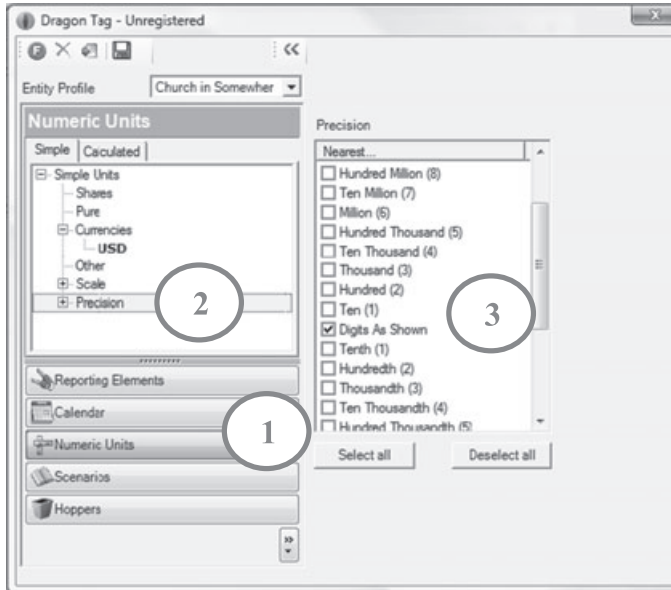 Dragon Tag - Unregistered
Entity Profile
Church in Somewher
Numeric Units
Simple
Caculated
Simple Units
Shares
Pure
Currencies
USD
Other
Scale
Precision
2
Reporting Elements
Calendar
Numeric Units
1
Scenarios
Hoppers
Precision
Nearest...
Hundred Million (8)
Ten Million (7)
Million (6)
Hundred Thousand (5)
Ten Thousand (4)
Thousand (3)
Hundred (2)
Ten (1)
Digits As Shown
Tenth (1)
Hundredth (2)
Thousandth (3)
Ten Thousandth (4)
Hundred Thousandth (5)
3
Select all
Deselect all